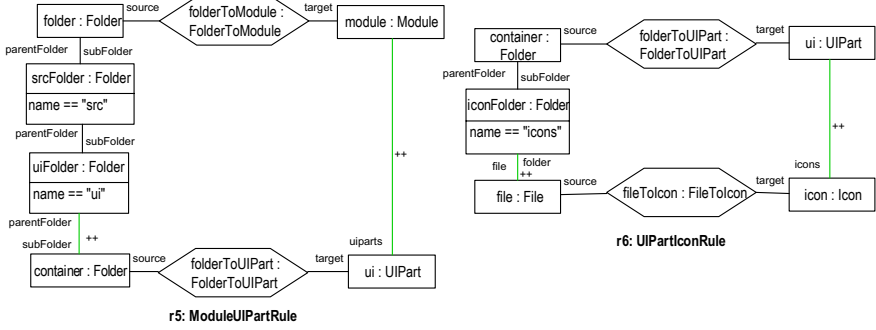 folder : Folder
source
folderToModule :
FolderToModule
target
module : Module
parentFolder
subFolder
srcFolder : Folder
name == "src"
parentFolder
subFolder
uiFolder : Folder
name == "ui"
parentFolder
subFolder
++
++
uiparts
container : Folder
source
folderToUIPart :
FolderToUIPart
target
ui : UIPart
r5: ModuleUIPartRule
container :
Folder
source
folderToUIPart :
FolderToUIPart
target
ui : UIPart
parentFolder
subFolder
iconFolder : Folder
name == "icons"
++
file
folder
++
icons
file : File
source
fileToIcon : FileToIcon
target
icon : Icon
r6: UIPartIconRule